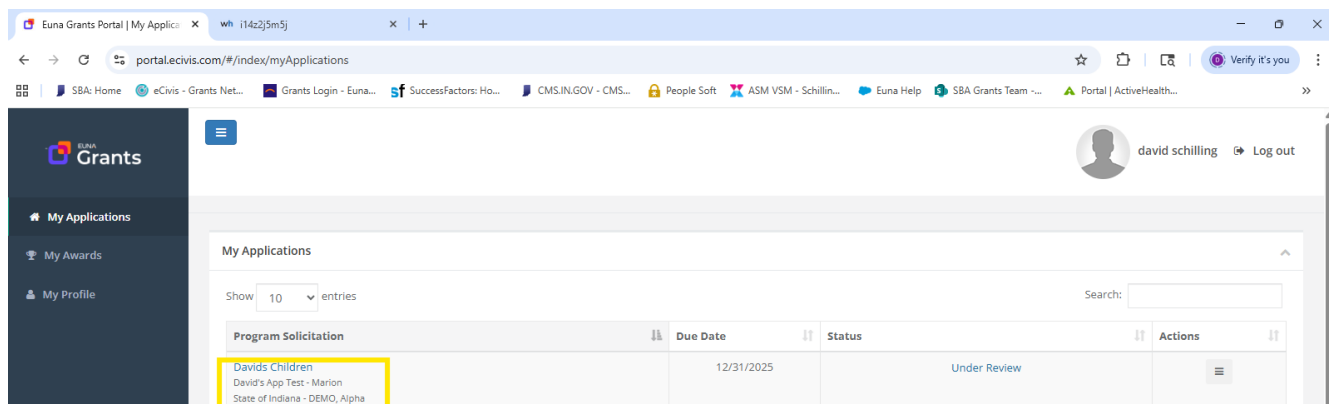 Euna Grants Portal | My Applica
wh i14z2j5m5j
portal.ecivis.com/#/index/myApplications
Verify it's you
SBA: Home eCivis - Grants Net... Grants Login - Euna... SuccessFactors: Ho... CMS.IN.GOV - CMS... People Soft ASM VSM - Schillin... Euna Help SBA Grants Team -... Portal | ActiveHealth...
EUNA
Grants
david schilling Log out
My Applications
My Awards
My Profile
My Applications
Show 10 entries Search:
Program Solicitation Due Date Status Actions
Davids Children 12/31/2025 Under Review
David's App Test - Marion
State of Indiana - DEMO, Alpha